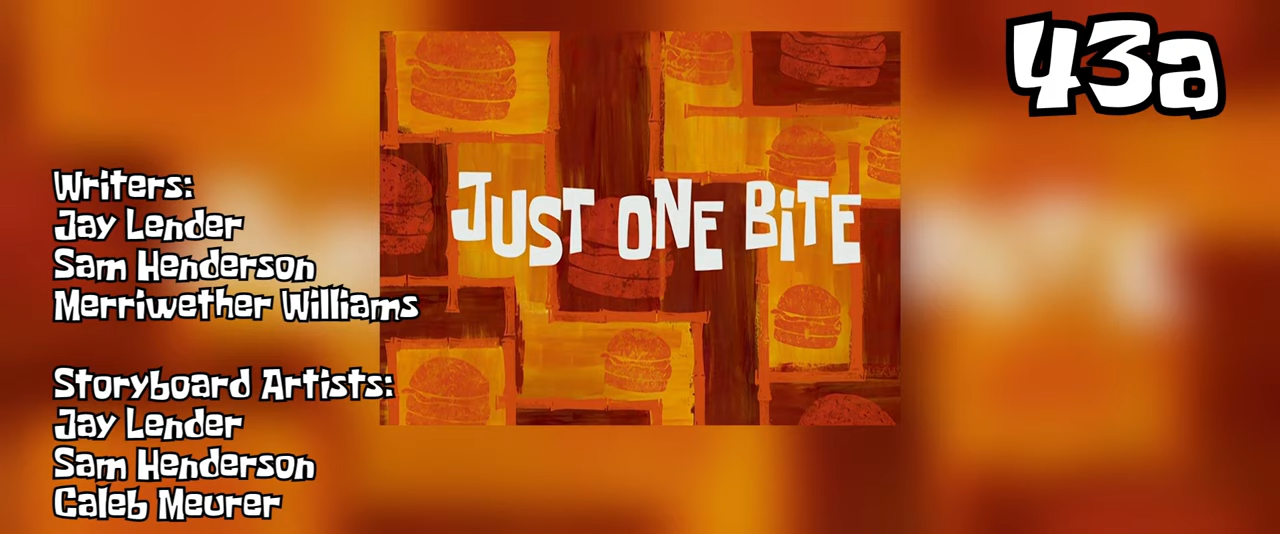 43a
Writers:
Jay Lender
Sam Henderson
Merriwether Williams
JUST ONE BiTE
Storyboard Artists:
Jay Lender
Sam Henderson
Caleb Meurer